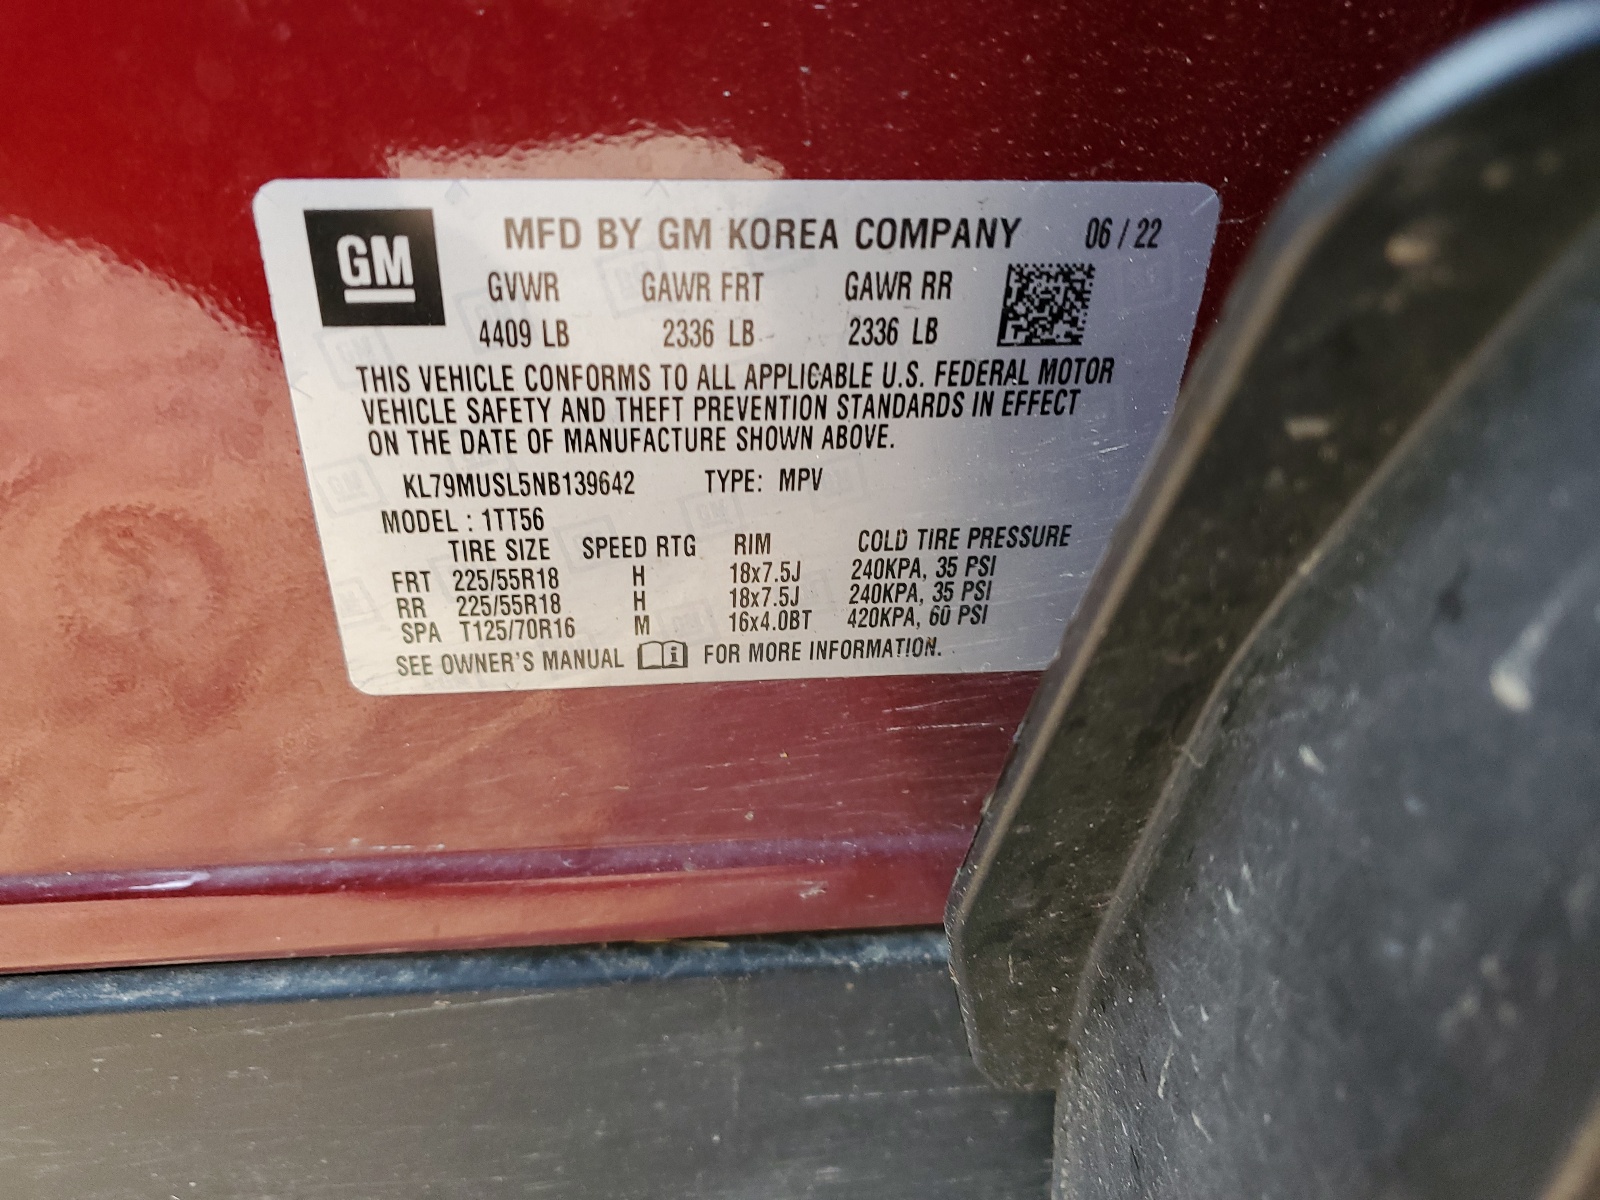 GM
MFD BY GM KOREA COMPANY 06 / 22
GVWR GAWR FRT GAWR RR
4409 LB 2336 LB 2336 LB
THIS VEHICLE CONFORMS TO ALL APPLICABLE U.S. FEDERAL MOTOR
VEHICLE SAFETY AND THEFT PREVENTION STANDARDS IN EFFECT
ON THE DATE OF MANUFACTURE SHOWN ABOVE.
KL79MUSL5NB139642 TYPE: MPV
MODEL : 1TT56
TIRE SIZE SPEED RTG RIM COLD TIRE PRESSURE
FRT 225/55R18 H 18x7.5J 240KPA, 35 PSI
RR 225/55R18 H 18x7.5J 240KPA, 35 PSI
SPA T125/70R16 M 16x4.0BT 420KPA, 60 PSI
SEE OWNER'S MANUAL i FOR MORE INFORMATION.